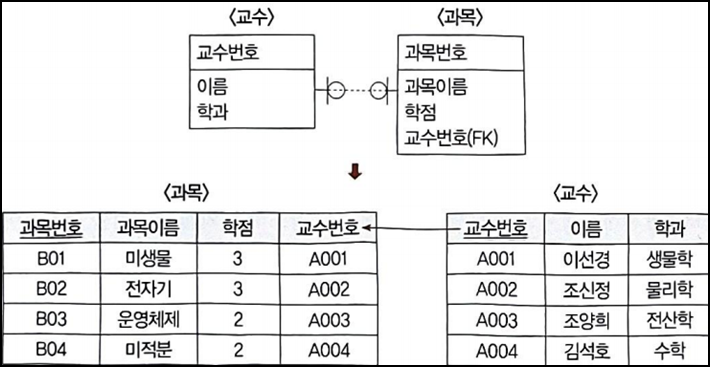 <교수> <과목>
교수번호 과목번호
이름 과목이름
학과 학점
교수번호(FK)
<과목> <교수>
과목번호 과목이름 학점 교수번호 교수번호 이름 학과
B01 미생물 3 A001 A001 이선경 생물학
B02 전자기 3 A002 A002 조신정 물리학
B03 운영체제 2 A003 A003 조양희 전산학
B04 미적분 2 A004 A004 김석호 수학